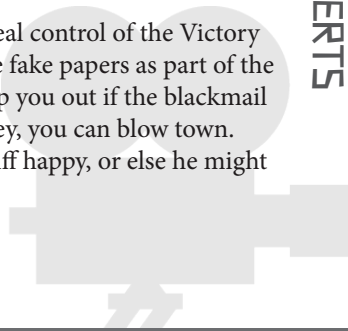 eal control of the Victory
e fake papers as part of the
p you out if the blackmail
ey, you can blow town.
ff happy, or else he might
ERTS